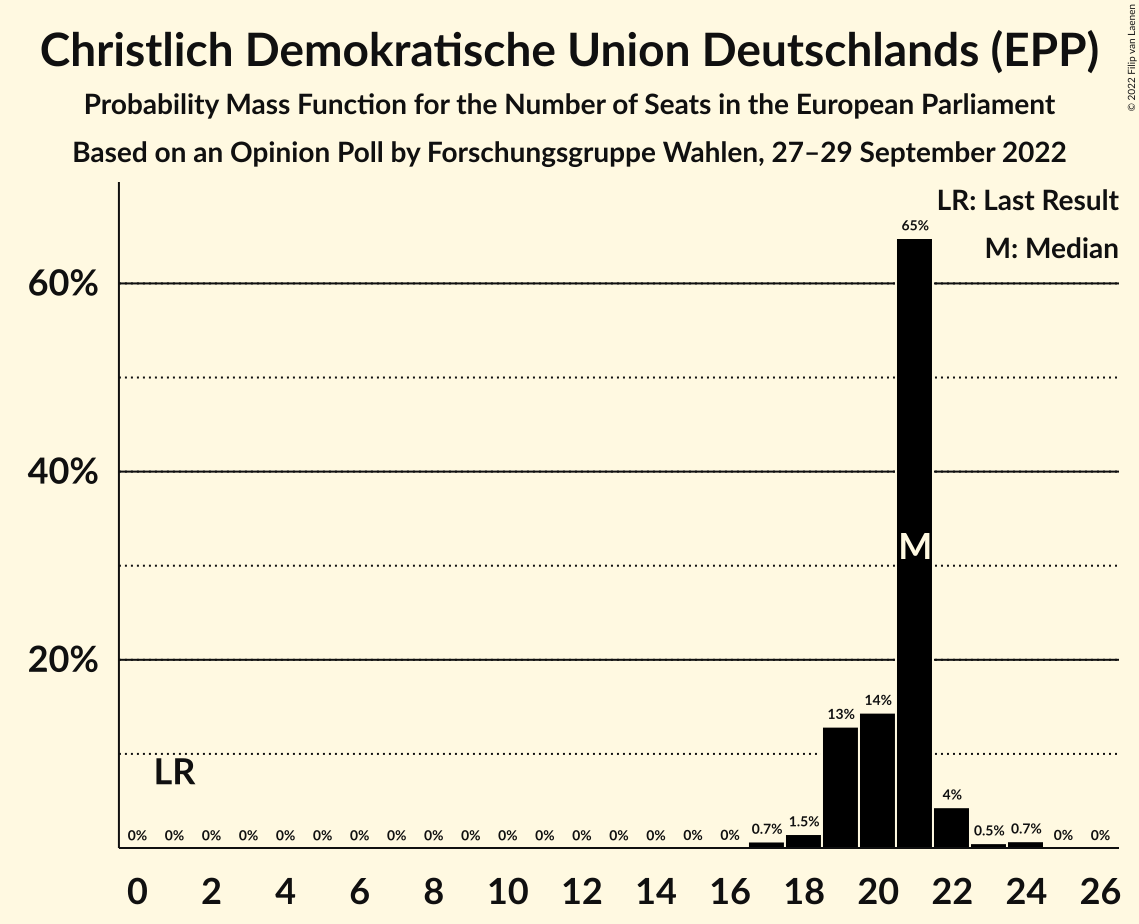 Christlich Demokratische Union Deutschlands (EPP)
Probability Mass Function for the Number of Seats in the European Parliament
Based on an Opinion Poll by Forschungsgruppe Wahlen, 27–29 September 2022
© 2022 Filip van Laenen
LR: Last Result
M: Median
60%
40%
20%
65%
M
14%
13%
LR
4%
0% 0% 0% 0% 0% 0% 0% 0% 0% 0% 0% 0% 0% 0% 0% 0% 0% 0.7% 1.5% 0.5% 0.7% 0% 0%
0 2 4 6 8 10 12 14 16 18 20 22 24 26